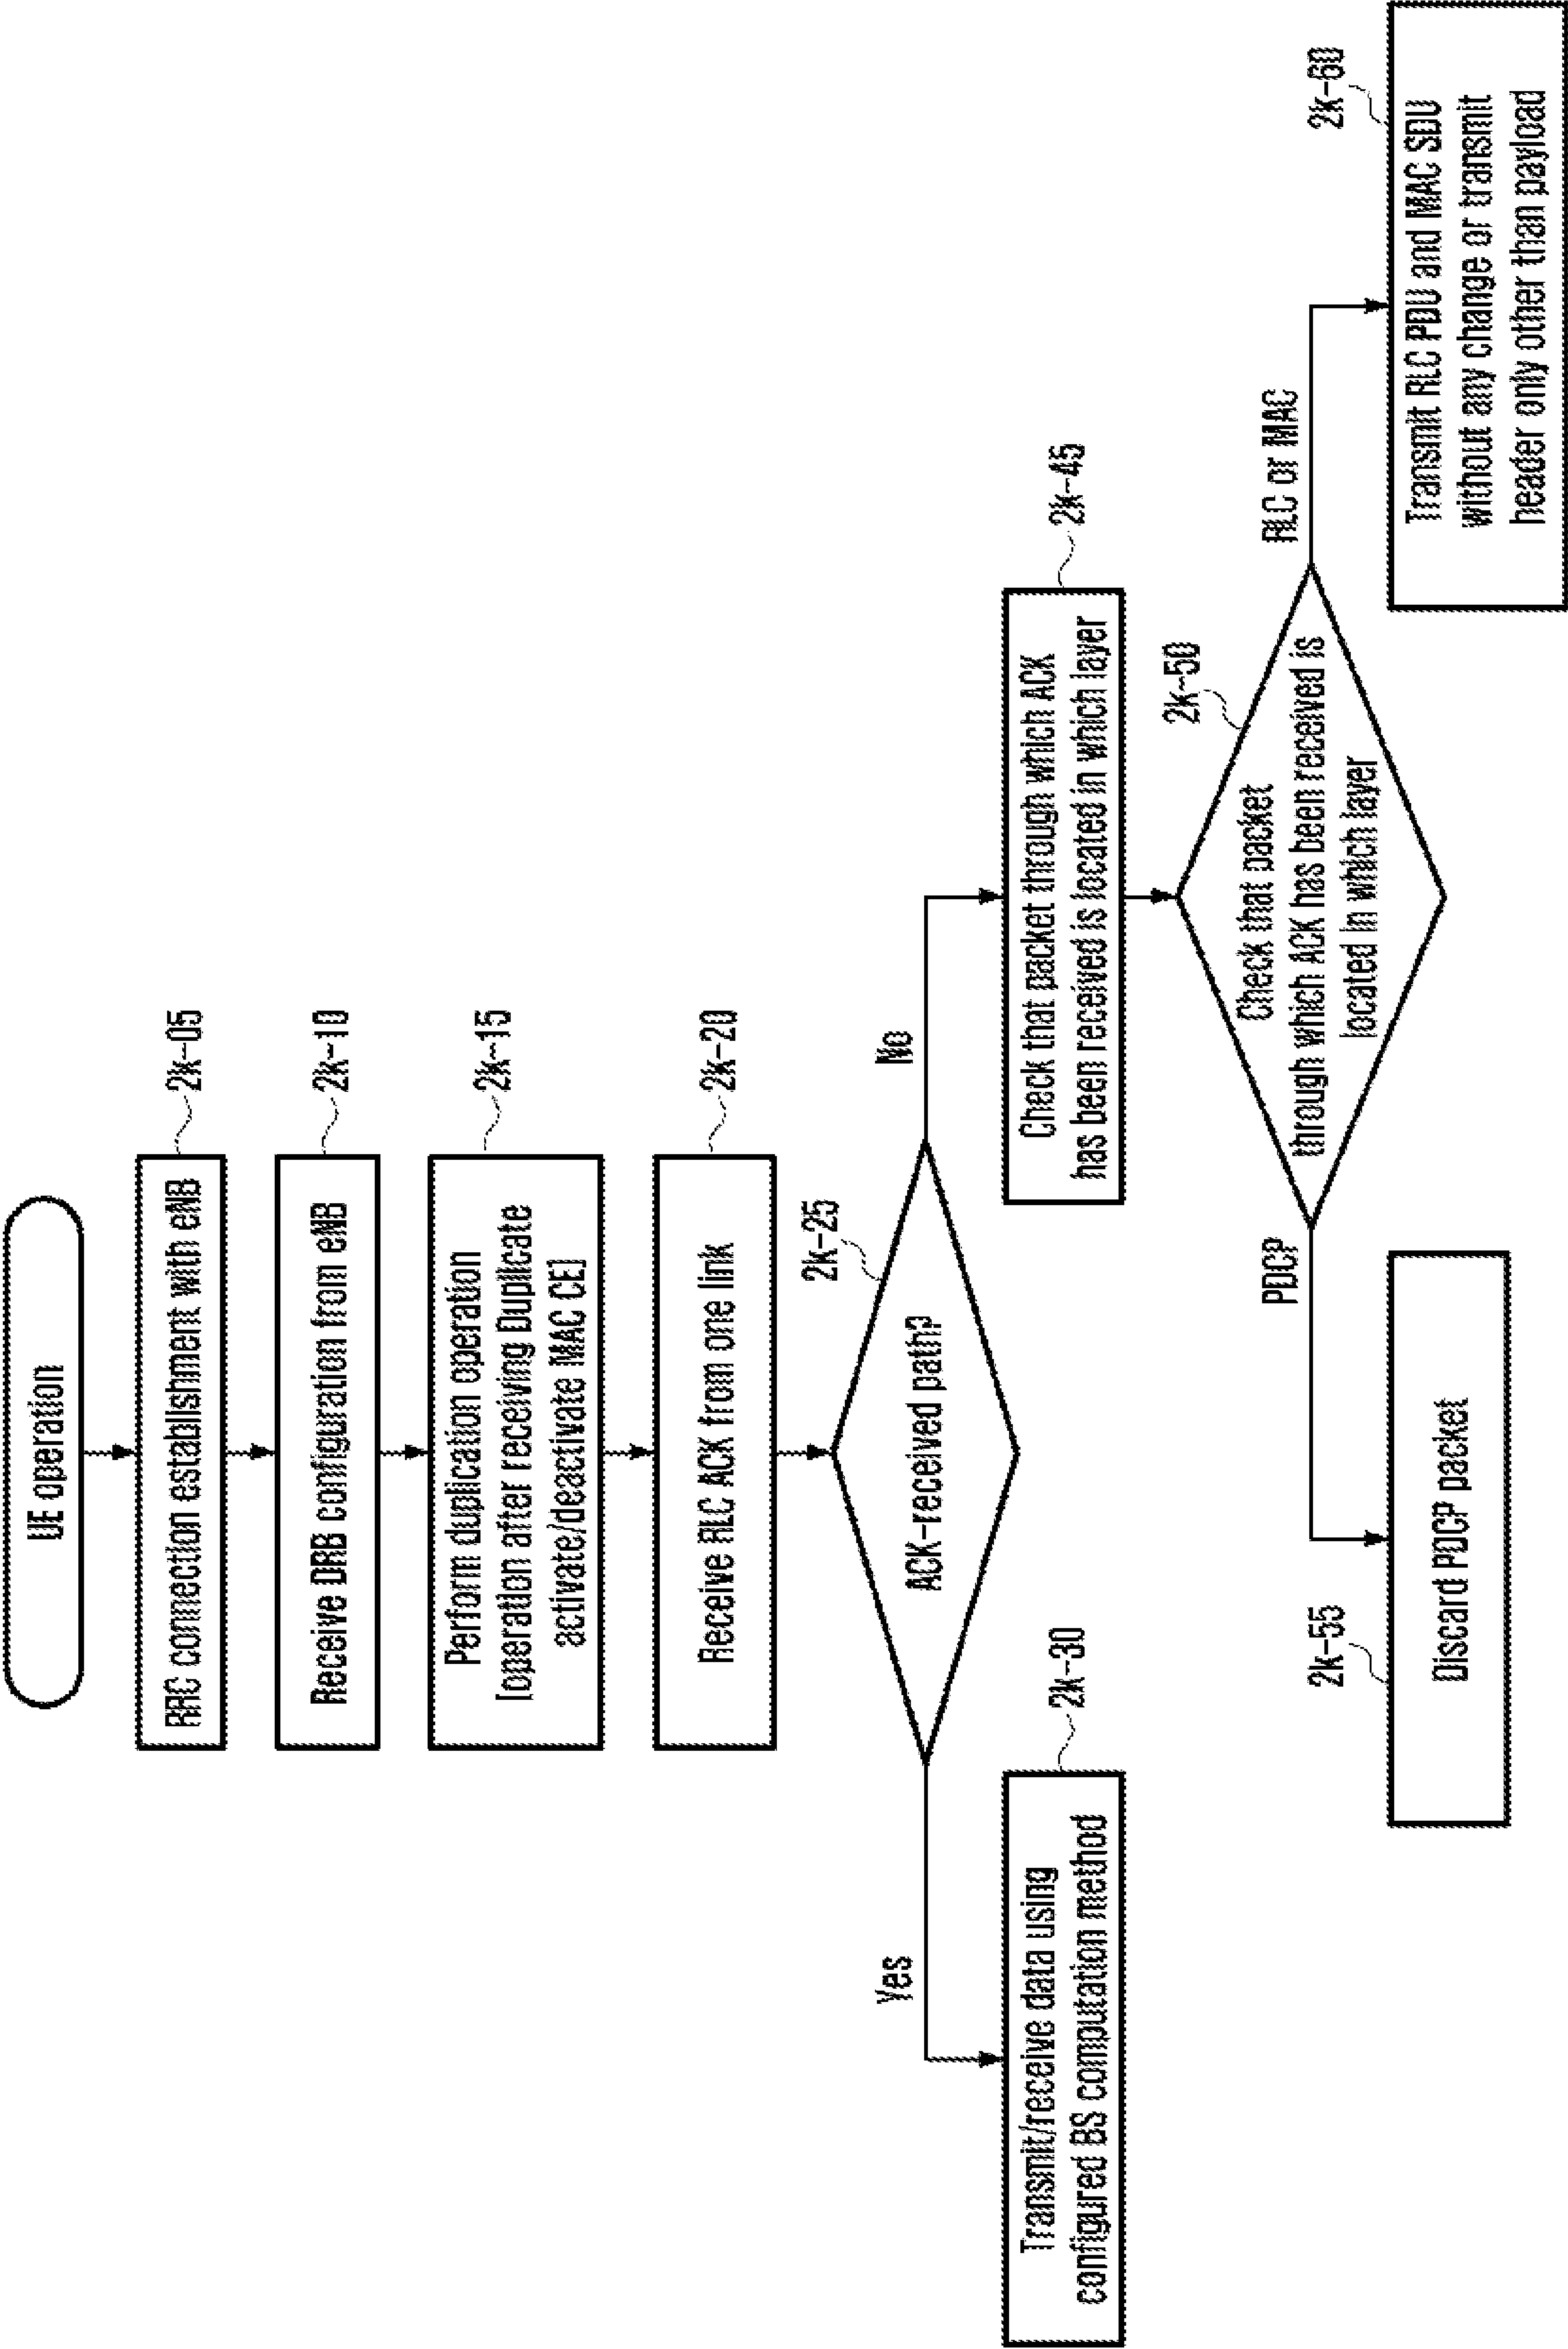 UE operation
RRC connection establishment with eNB
2k-05
Receive DRB configuration from eNB
2k-10
Perform duplication operation
[operation after receiving Duplicate
activate/deactivate MAC CE]
2k-15
Receive RLC ACK from one link
2k-20
ACK-received path?
2k-25
Yes
No
Transmit/receive data using
configured BS computation method
2k-30
Check that packet through which ACK
has been received is located in which layer
2k-45
Check that packet
through which ACK has been received is
located in which layer
2k-50
PDCP
RLC or MAC
2k-55
Discard PDCP packet
2k-60
Transmit RLC PDU and MAC SDU
without any change or transmit
header only other than payload